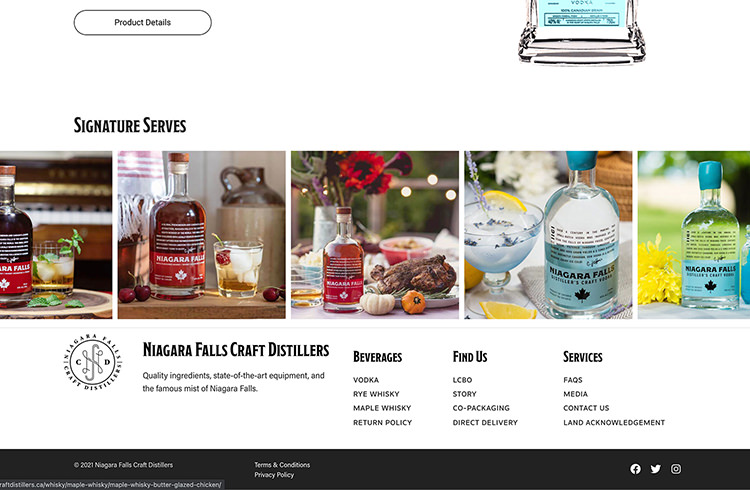 VODKA
100% CANADIAN GRAIN
Product Details
SIGNATURE SERVES
NIAGARA FALLS
NIAGARA FALLS
NIAGARA FALLS
NIAGARA FALLS
DISTILLER'S CRAFT VODKA
NIAGARA FALLS
DISTILLER'S CRAFT VODKA
NIAGARA FALLS
CRAFT DISTILLERS
C D
NIAGARA FALLS CRAFT DISTILLERS
Quality ingredients, state-of-the-art equipment, and
the famous mist of Niagara Falls.
BEVERAGES
VODKA
RYE WHISKY
MAPLE WHISKY
RETURN POLICY
FIND US
LCBO
STORY
CO-PACKAGING
DIRECT DELIVERY
SERVICES
FAQS
MEDIA
CONTACT US
LAND ACKNOWLEDGEMENT
© 2021 Niagara Falls Craft Distillers
Terms & Conditions
Privacy Policy
raftdistillers.ca/whisky/maple-whisky/maple-whisky-butter-glazed-chicken/